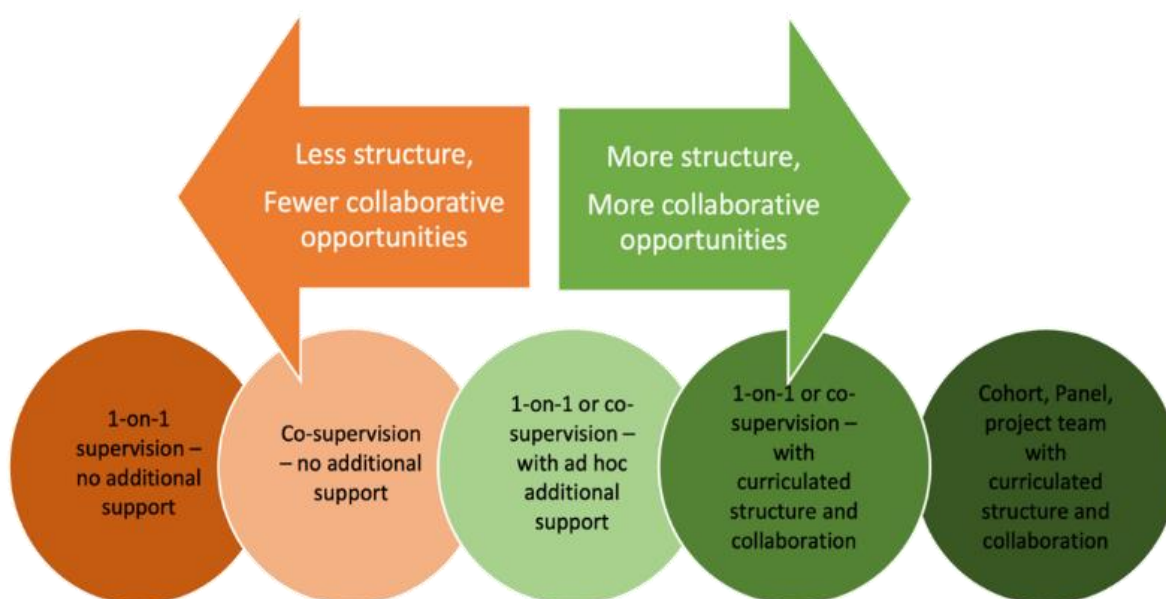 Less structure,
Fewer collaborative
opportunities
More structure,
More collaborative
opportunities
1-on-1
supervision –
no additional
support
Co-supervision
– no additional
support
1-on-1 or co-
supervision –
with ad hoc
additional
support
1-on-1 or co-
supervision –
with
curriculated
structure and
collaboration
Cohort, Panel,
project team
with
curriculated
structure and
collaboration